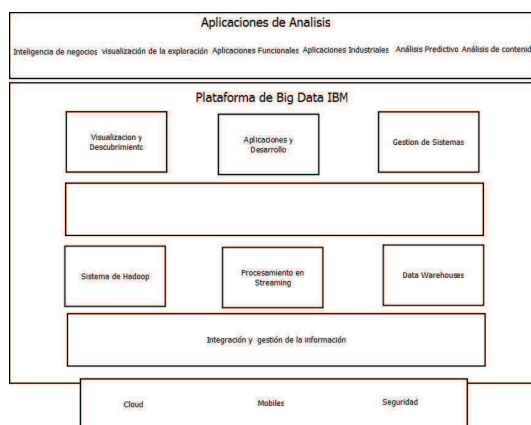 Aplicaciones de Analisis
Inteligencia de negocios visualización de la exploración Aplicaciones Funcionales Aplicaciones Industriales Análisis Predictivo Análisis de contenid
Plataforma de Big Data IBM
Visualizacion y
Descubrimiento
Aplicaciones y
Desarrollo
Gestion de Sistemas
Sistema de Hadoop
Procesamiento en
Streaming
Data Warehouses
Integración y gestión de la información
Cloud Mobiles Seguridad